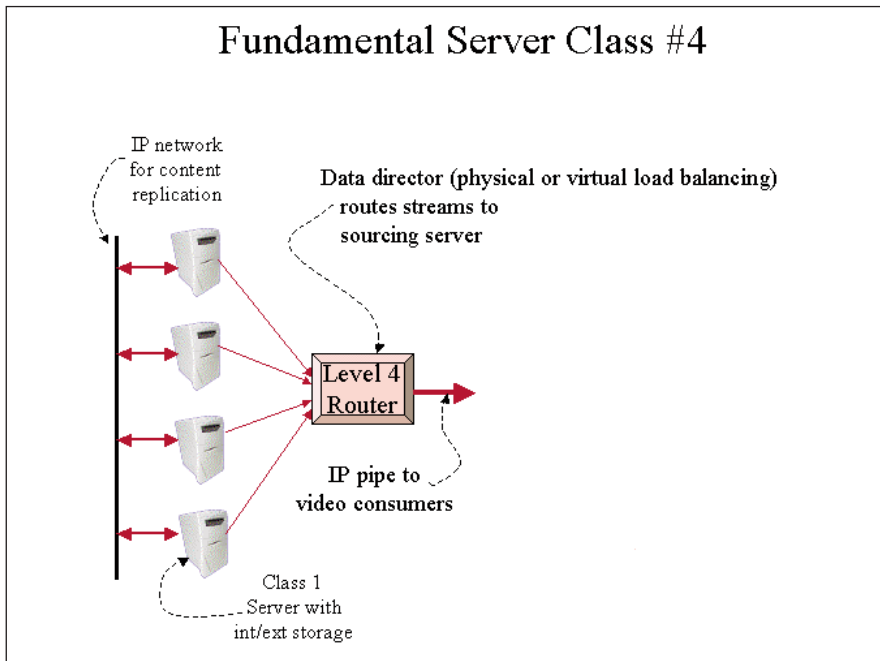 Fundamental Server Class #4
IP network
for content
replication
Data director (physical or virtual load balancing)
routes streams to
sourcing server
Level 4
Router
IP pipe to
video consumers
Class 1
Server with
int/ext storage